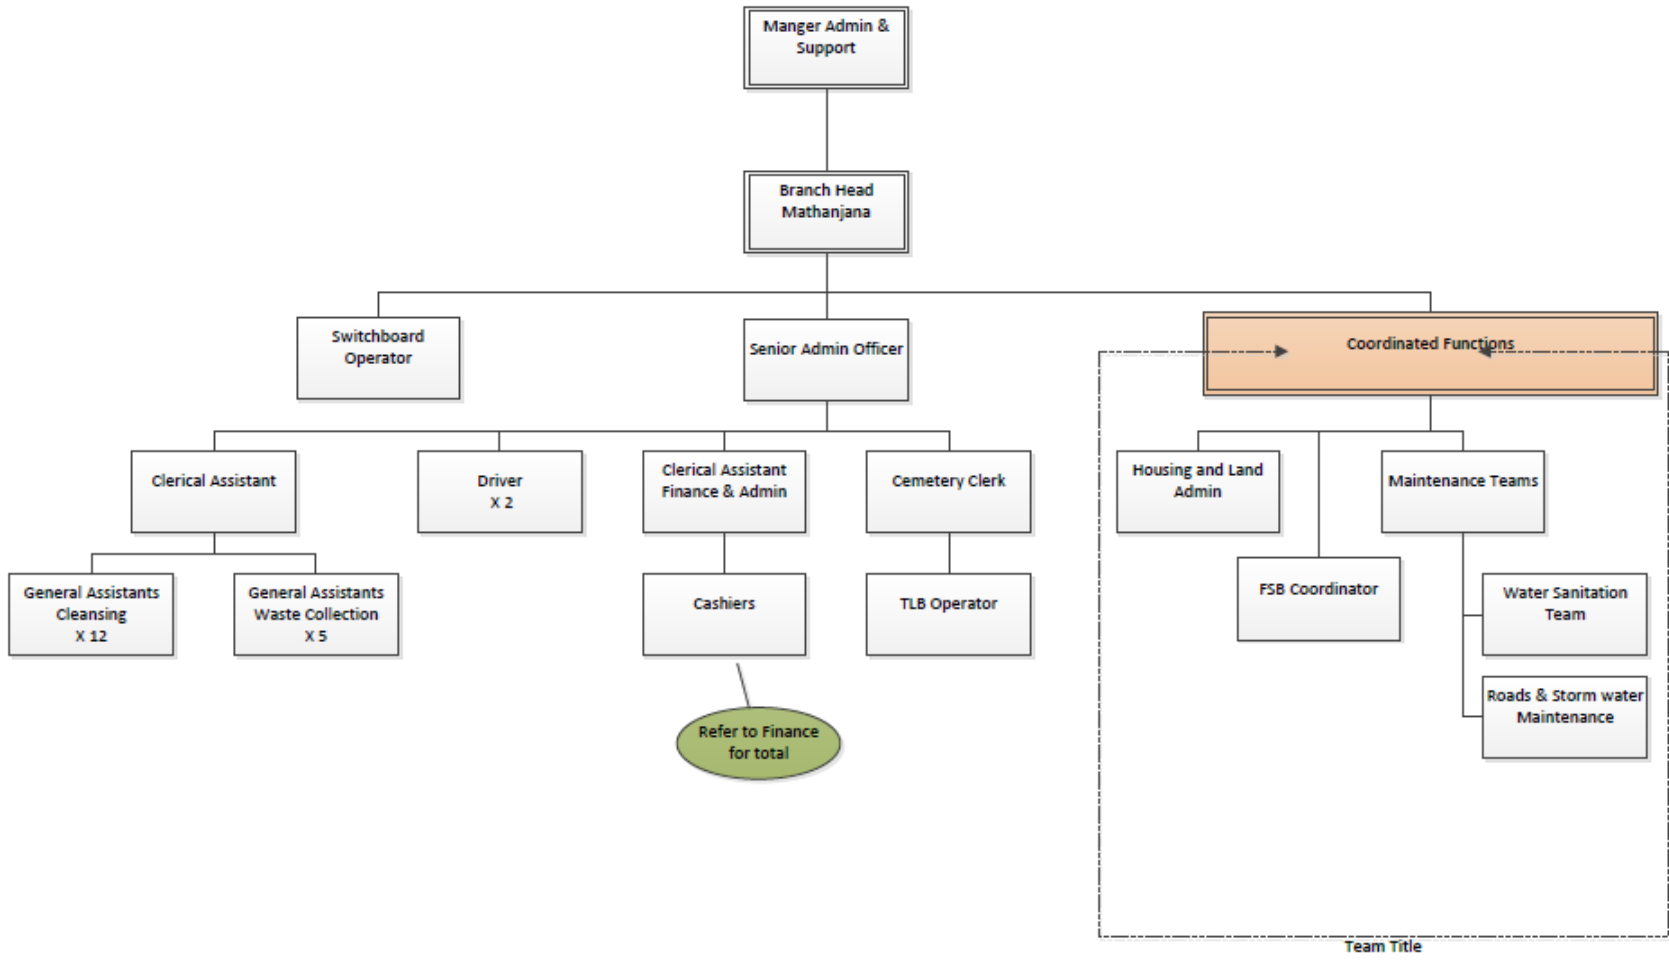 Manger Admin &
Support
Branch Head
Mathanjana
Switchboard
Operator
Senior Admin Officer
Coordinated Functions
Clerical Assistant
Driver
X 2
Clerical Assistant
Finance & Admin
Cemetery Clerk
Housing and Land
Admin
Maintenance Teams
General Assistants
Cleansing
X 12
General Assistants
Waste Collection
X 5
Cashiers
TLB Operator
FSB Coordinator
Water Sanitation
Team
Roads & Storm water
Maintenance
Refer to Finance
for total
Team Title